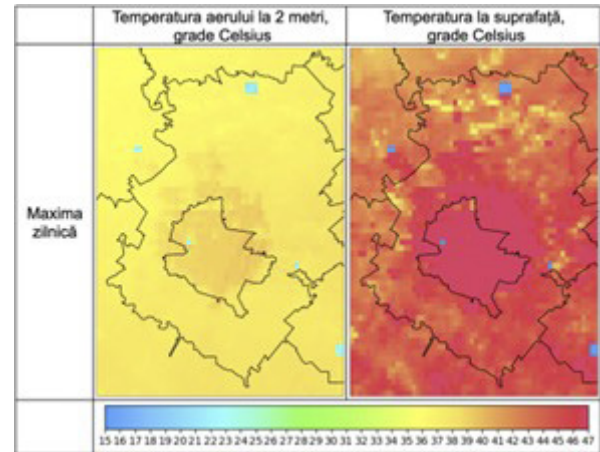 Temperatura aerului la 2 metri,
grade Celsius
Temperatura la suprafață,
grade Celsius
Maxima
zilnică
15 16 17 18 19 20 21 22 23 24 25 26 27 28 29 30 31 32 33 34 35 36 37 38 39 40 41 42 43 44 45 46 47